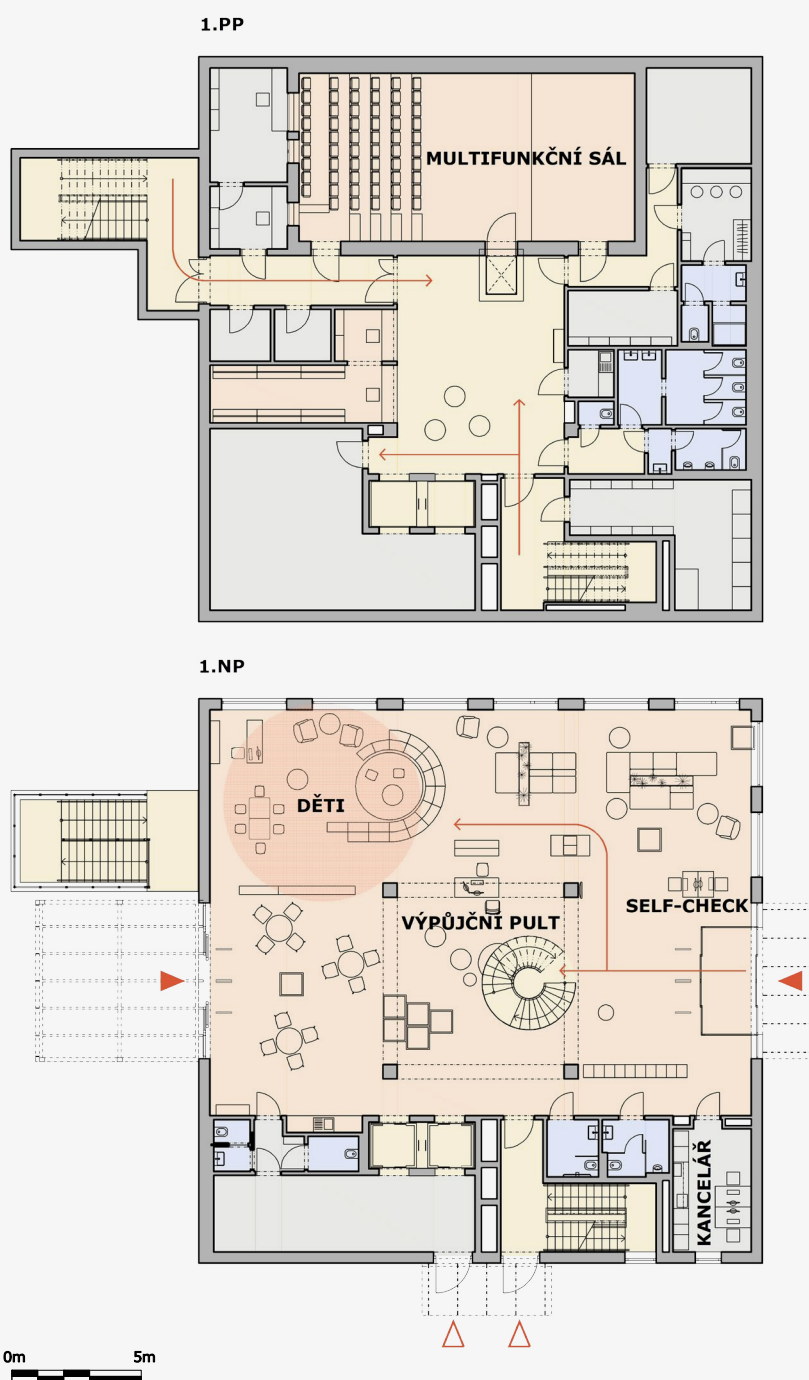 1.PP
MULTIFUNKČNÍ SÁL
1.NP
DĚTI
SELF-CHECK
VÝPŮJČNÍ PULT
KANCELÁŘ
0m 5m